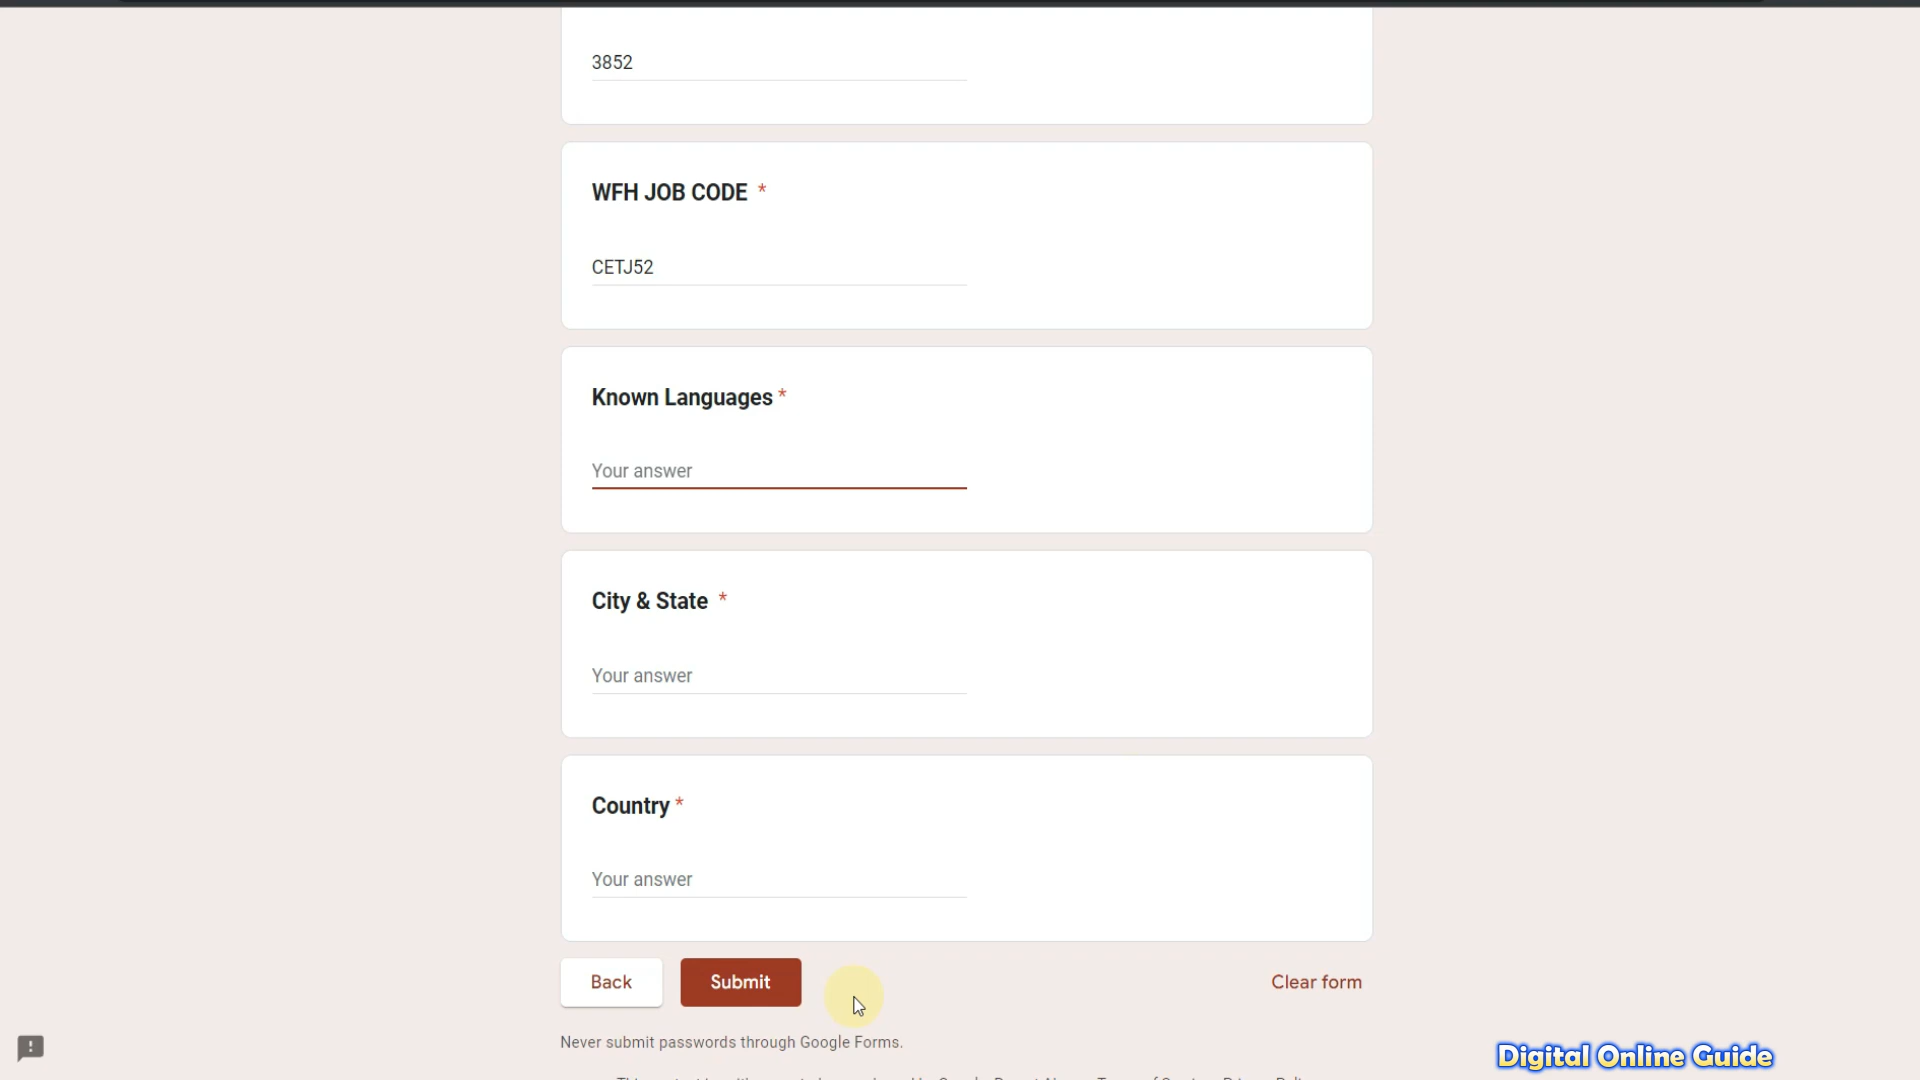 3852
WFH JOB CODE *
CETJ52
Known Languages *
Your answer
City & State *
Your answer
Country *
Your answer
Back
Submit
Clear form
Never submit passwords through Google Forms.
Digital Online Guide